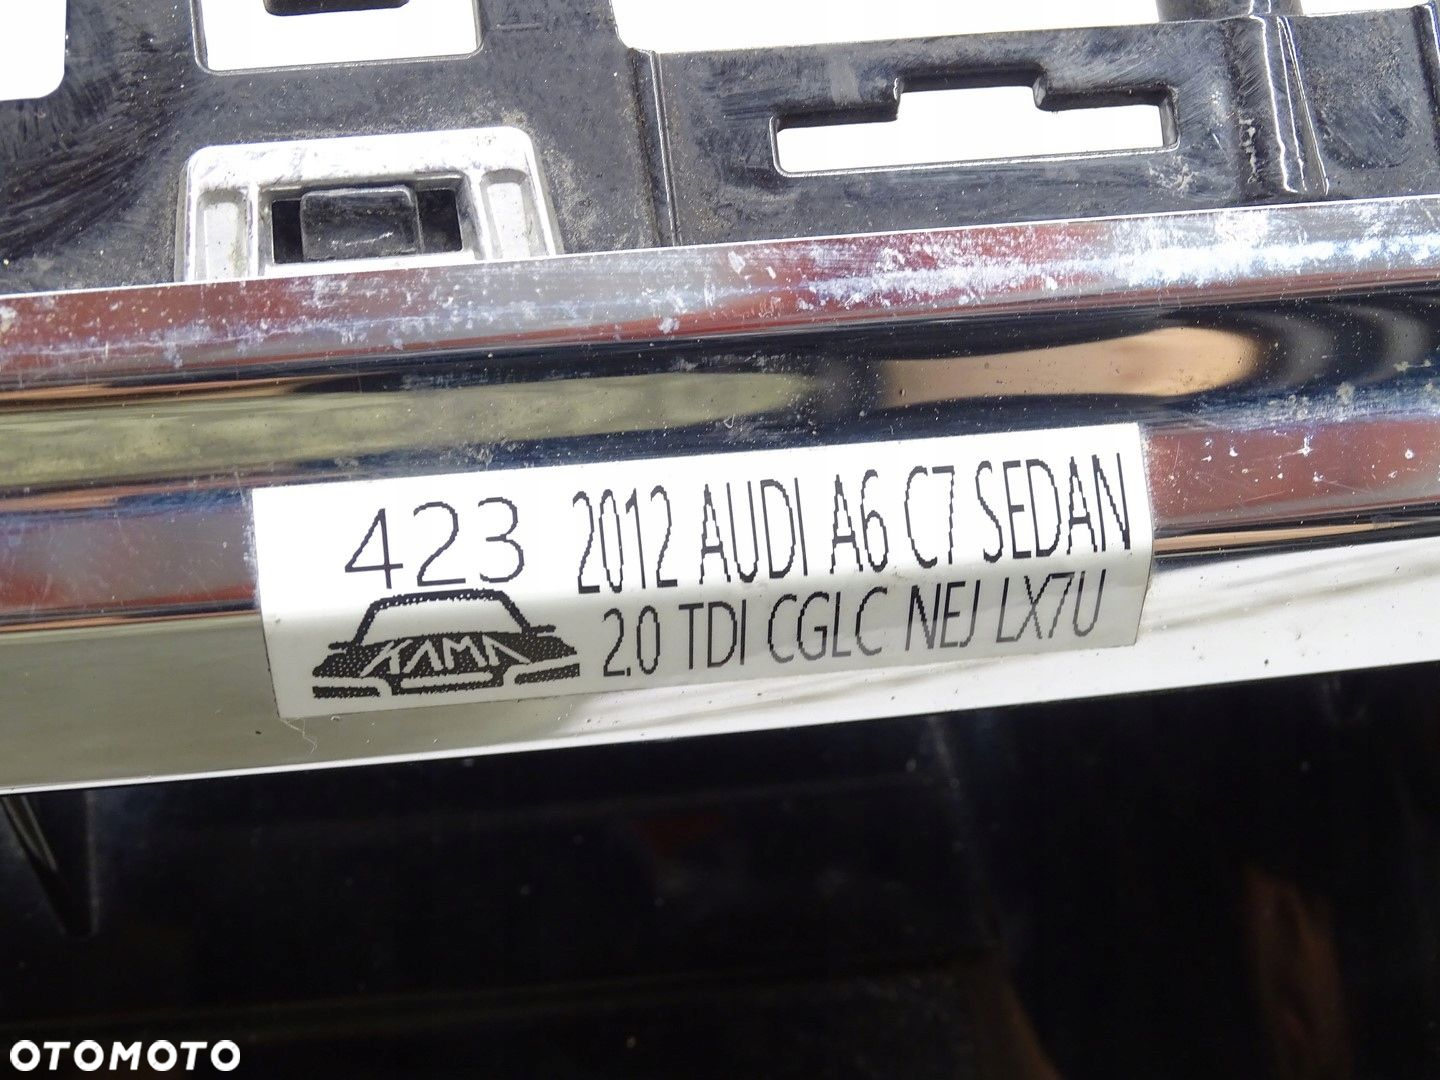 423 2012 AUDI A6 C7 SEDAN
KAMA 2.0 TDI CGLC NEJ LX7U
OTOMOTO